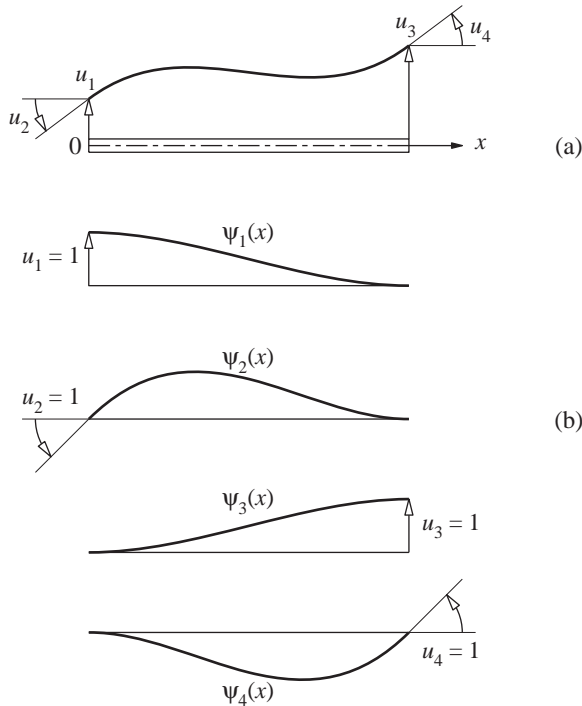 u₃
u₄
u₁
u₂
0
x
(a)
ψ₁(x)
u₁ = 1
ψ₂(x)
u₂ = 1
(b)
ψ₃(x)
u₃ = 1
u₄ = 1
ψ₄(x)